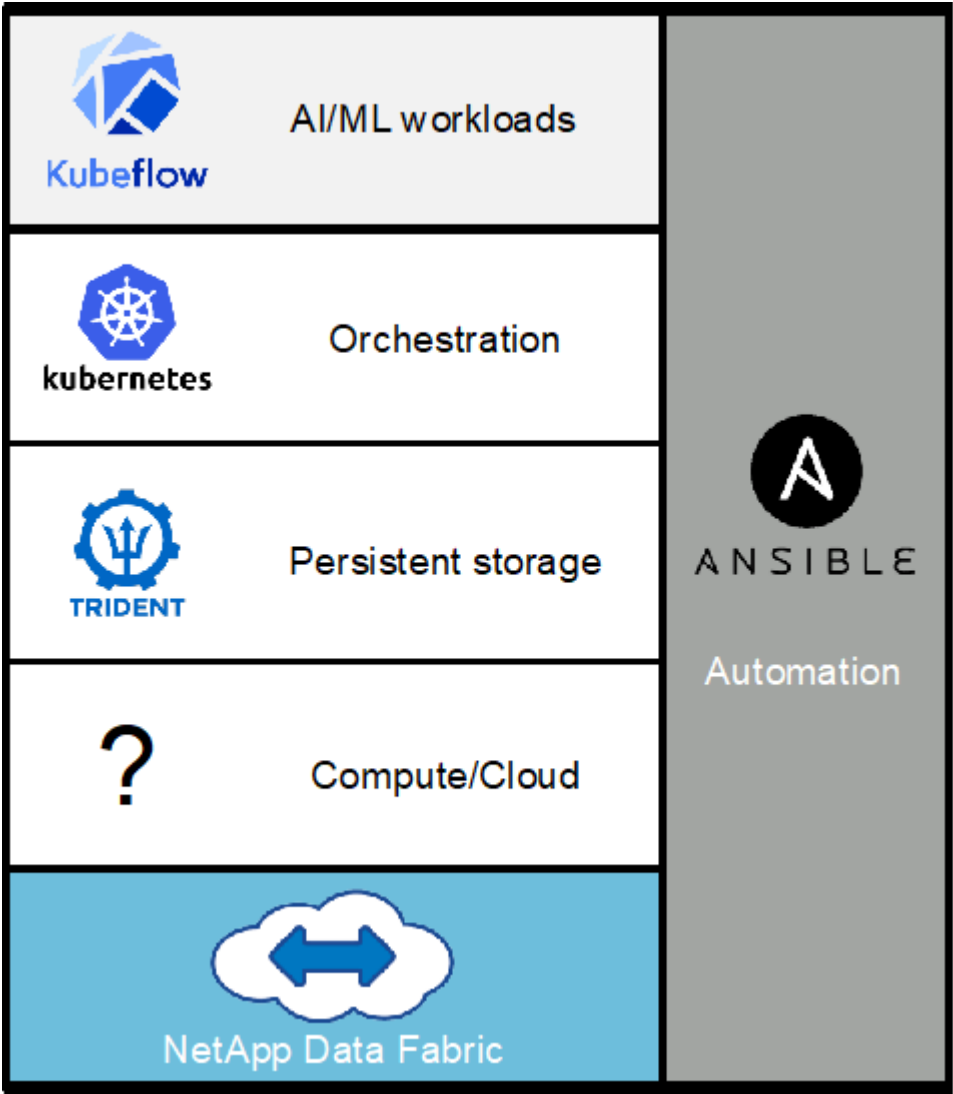 Kubeflow
AI/ML workloads
kubernetes
Orchestration
TRIDENT
Persistent storage
?
Compute/Cloud
NetApp Data Fabric
ANSIBLE
Automation